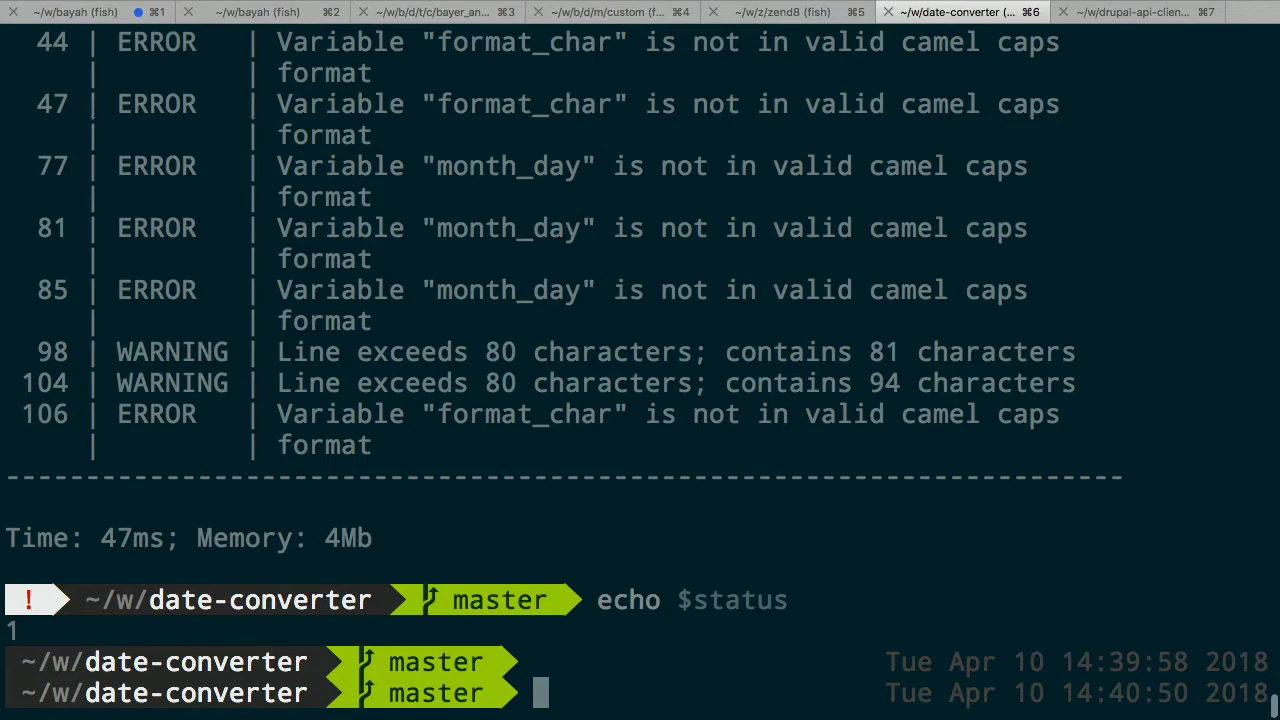 ~/w/bayah (fish) ⌘1 ~/w/bayah (fish) ⌘2 ~/w/b/d/t/c/bayer_an... ⌘3 ~/w/b/d/m/custom (f... ⌘4 ~/w/z/zend8 (fish) ⌘5 ~/w/date-converter (... ⌘6 ~/w/drupal-api-clien... ⌘7
44 | ERROR | Variable "format_char" is not in valid camel caps
| | format
47 | ERROR | Variable "format_char" is not in valid camel caps
| | format
77 | ERROR | Variable "month_day" is not in valid camel caps
| | format
81 | ERROR | Variable "month_day" is not in valid camel caps
| | format
85 | ERROR | Variable "month_day" is not in valid camel caps
| | format
98 | WARNING | Line exceeds 80 characters; contains 81 characters
104 | WARNING | Line exceeds 80 characters; contains 94 characters
106 | ERROR | Variable "format_char" is not in valid camel caps
| | format
----------------------------------------------------------------------
Time: 47ms; Memory: 4Mb
! ~/w/date-converter master echo $status
1
~/w/date-converter master Tue Apr 10 14:39:58 2018
~/w/date-converter master Tue Apr 10 14:40:50 2018